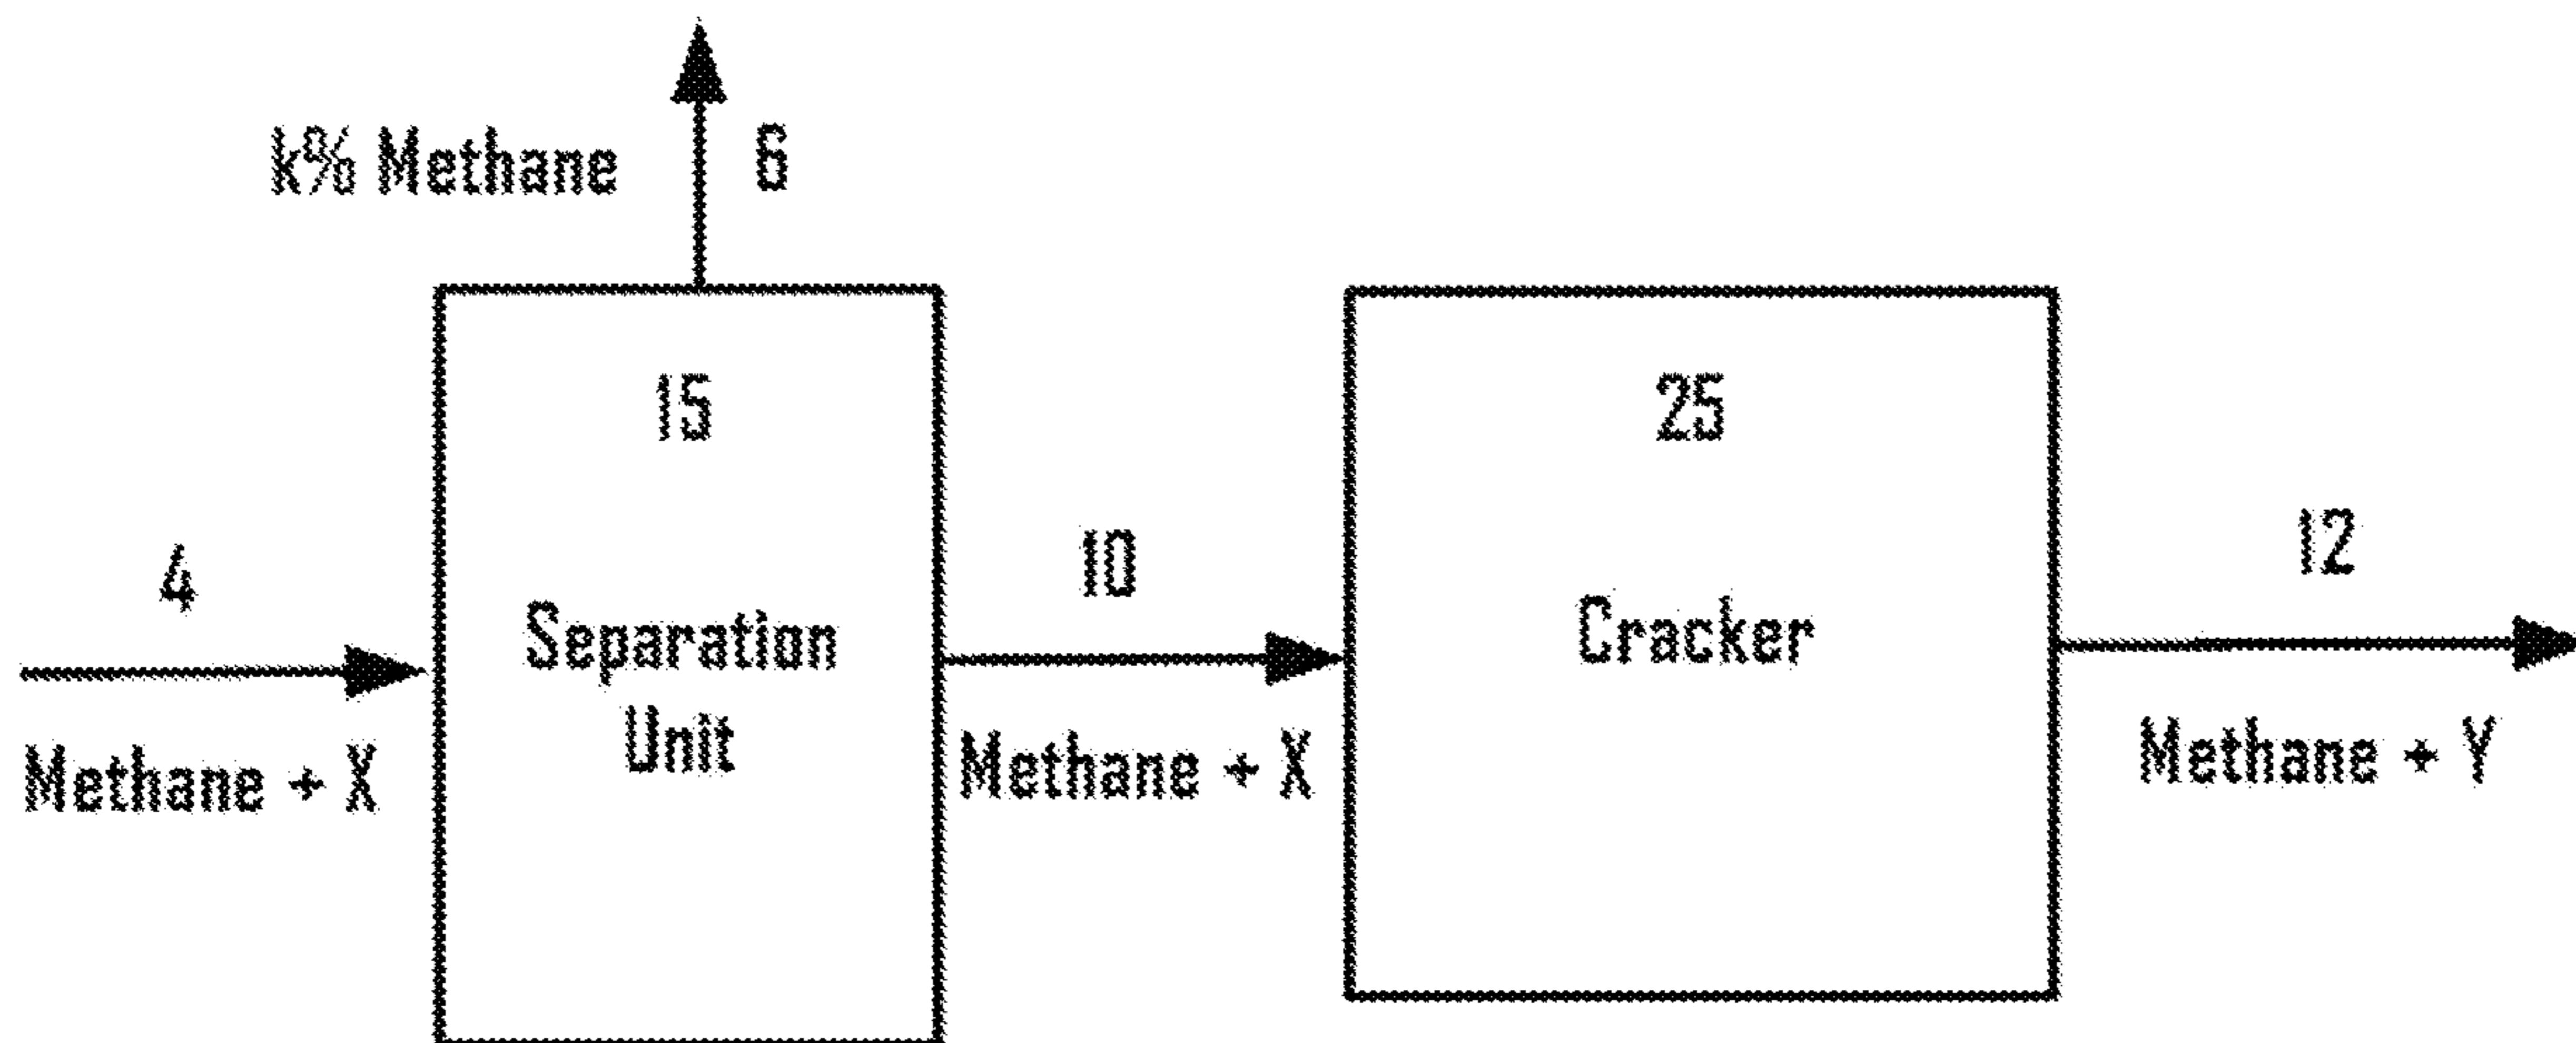 k% Methane
6
15
25
4
10
12
Separation
Unit
Cracker
Methane + X
Methane + X
Methane + Y